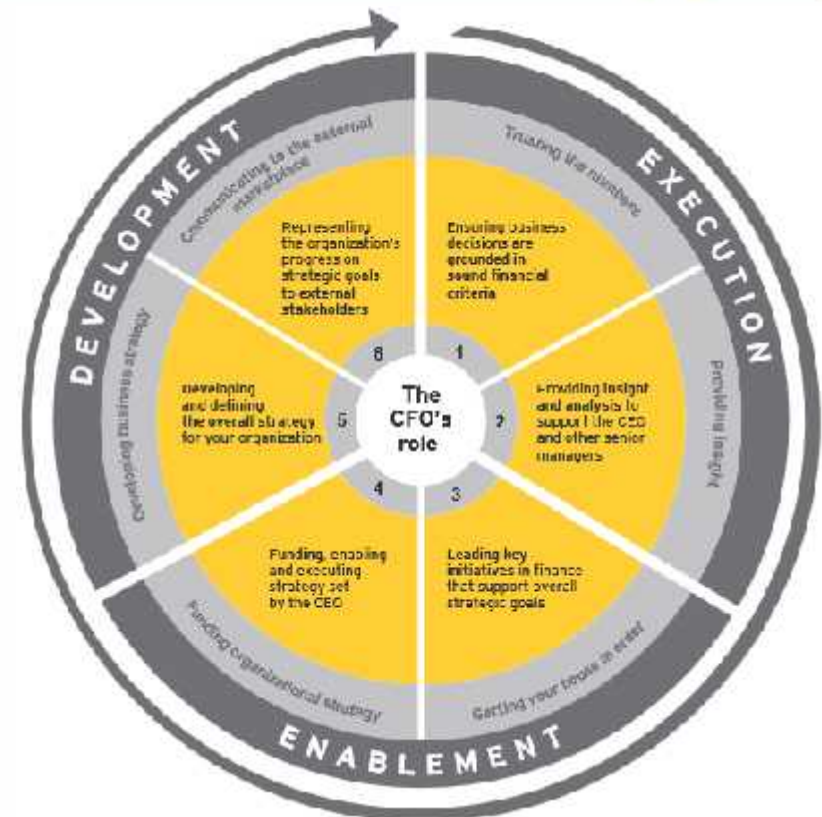 The
CFO's
role
EXECUTION
Trusting the numbers
1
Ensuring business
decisions are
grounded in
sound financial
criteria
Providing insight
2
Providing insight
and analysis to
support the CEO
and other senior
managers
ENABLEMENT
Getting your house in order
3
Leading key
initiatives in finance
that support overall
strategic goals
Funding organizational strategy
4
Funding, enabling
and executing
strategy set
by the CEO
DEVELOPMENT
Developing business strategy
5
Developing
and defining
the overall strategy
for your organization
Communicating to the external
marketplace
6
Representing
the organization's
progress on
strategic goals
to external
stakeholders